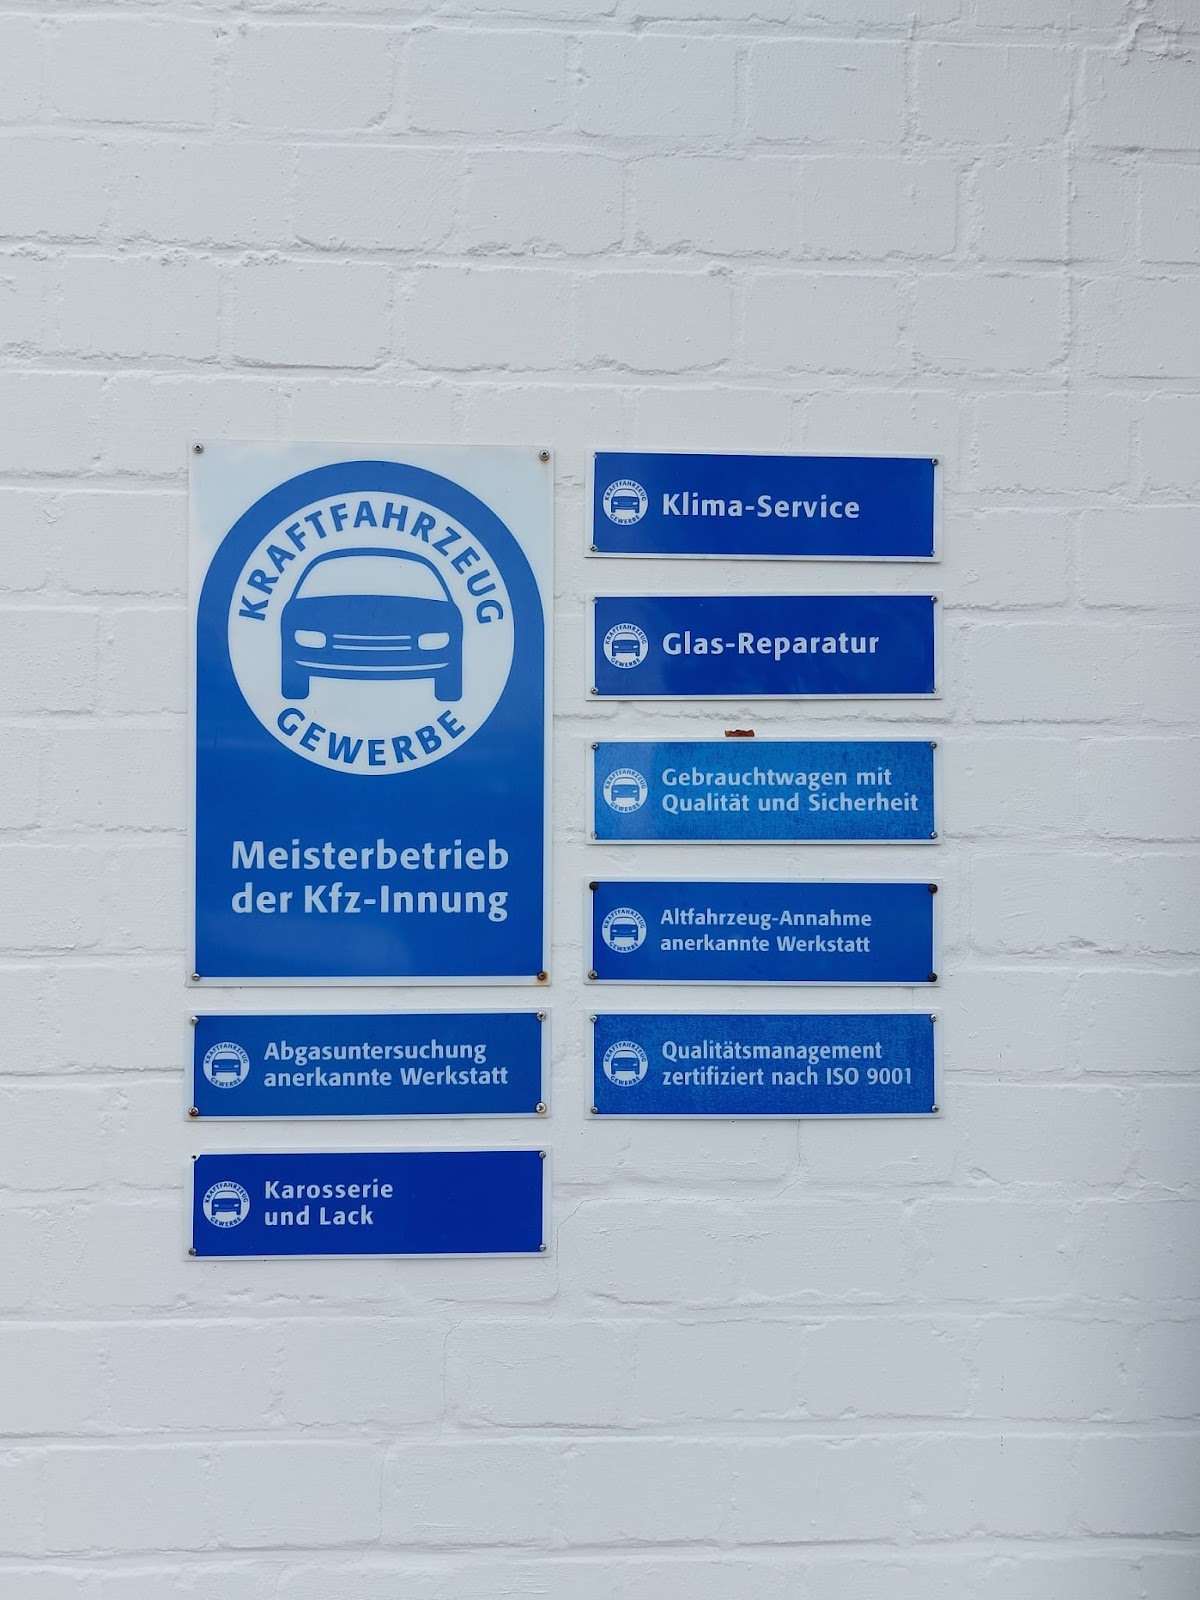 KRAFTFAHRZEUG
GEWERBE
Meisterbetrieb
der Kfz-Innung
KRAFTFAHRZEUG
GEWERBE
Abgasuntersuchung
anerkannte Werkstatt
KRAFTFAHRZEUG
GEWERBE
Karosserie
und Lack
KRAFTFAHRZEUG
GEWERBE
Klima-Service
KRAFTFAHRZEUG
GEWERBE
Glas-Reparatur
KRAFTFAHRZEUG
GEWERBE
Gebrauchtwagen mit
Qualität und Sicherheit
KRAFTFAHRZEUG
GEWERBE
Altfahrzeug-Annahme
anerkannte Werkstatt
KRAFTFAHRZEUG
GEWERBE
Qualitätsmanagement
zertifiziert nach ISO 9001